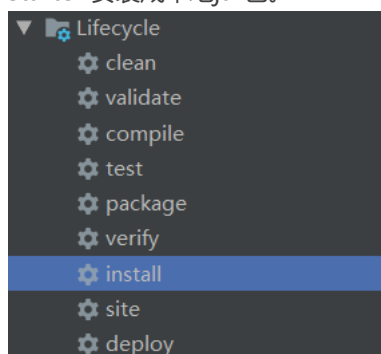 Lifecycle
clean
validate
compile
test
package
verify
install
site
deploy